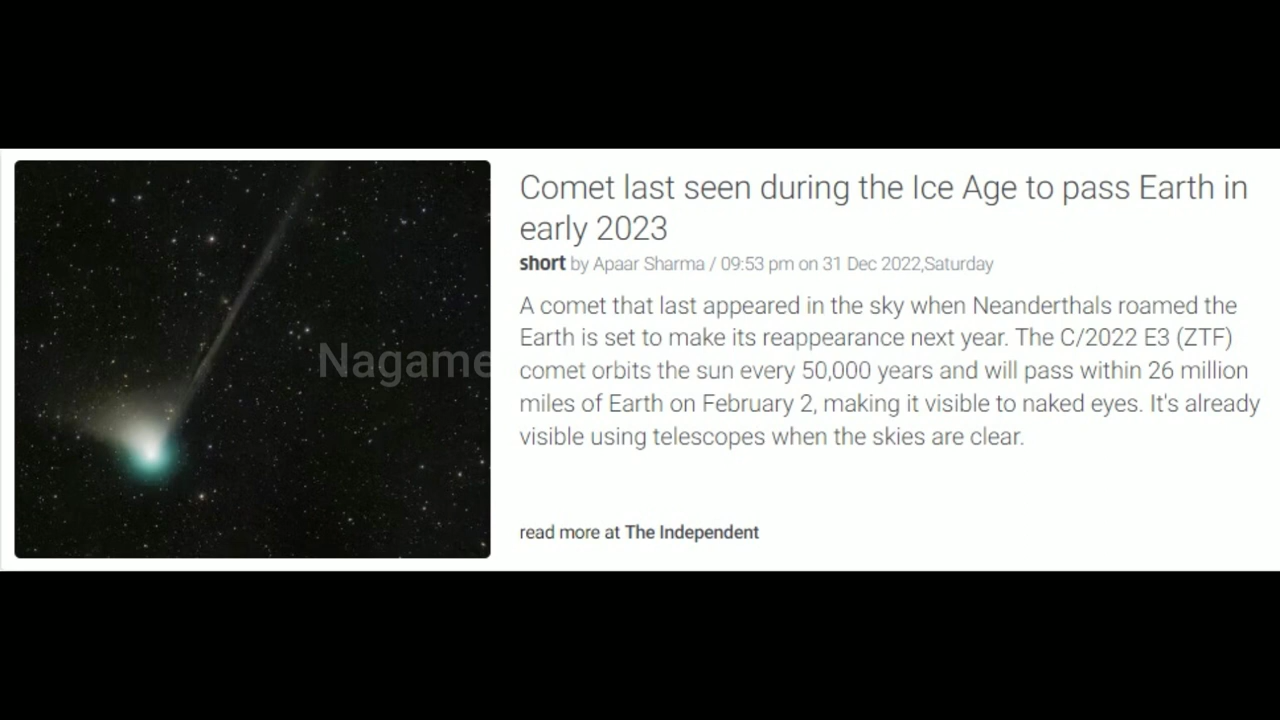 Comet last seen during the Ice Age to pass Earth in
early 2023
short by Apaar Sharma / 09:53 pm on 31 Dec 2022,Saturday
A comet that last appeared in the sky when Neanderthals roamed the
Earth is set to make its reappearance next year. The C/2022 E3 (ZTF)
comet orbits the sun every 50,000 years and will pass within 26 million
miles of Earth on February 2, making it visible to naked eyes. It's already
visible using telescopes when the skies are clear.
Nagame
read more at The Independent